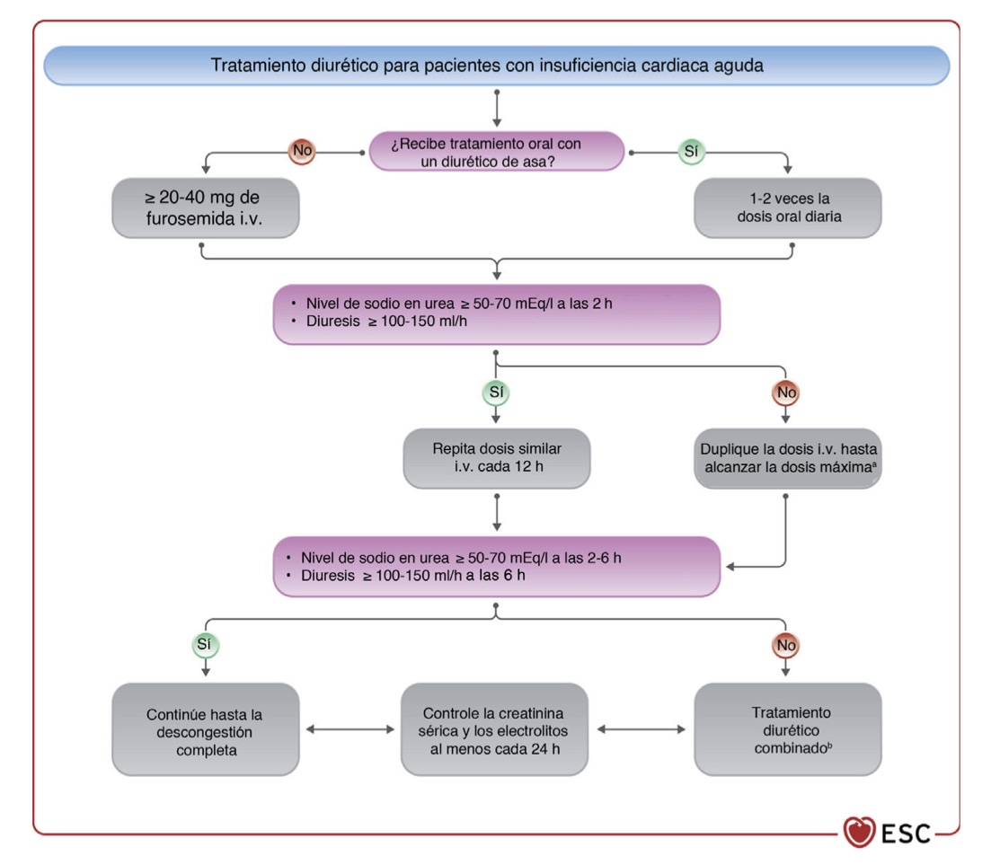 Tratamiento diurético para pacientes con insuficiencia cardiaca aguda
¿Recibe tratamiento oral con
un diurético de asa?
No
Sí
≥ 20-40 mg de
furosemida i.v.
1-2 veces la
dosis oral diaria
• Nivel de sodio en urea ≥ 50-70 mEq/l a las 2 h
• Diuresis ≥ 100-150 ml/h
Sí
No
Repita dosis similar
i.v. cada 12 h
Duplique la dosis i.v. hasta
alcanzar la dosis máximaª
• Nivel de sodio en urea ≥ 50-70 mEq/l a las 2-6 h
• Diuresis ≥ 100-150 ml/h a las 6 h
Sí
No
Continúe hasta la
descongestión
completa
Controle la creatinina
sérica y los electrolitos
al menos cada 24 h
Tratamiento
diurético
combinadoᵇ
ESC